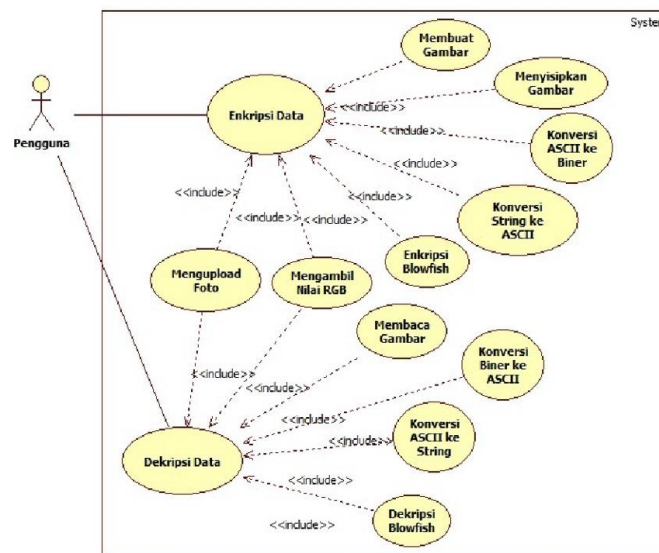 System
Membuat
Gambar
Menyisipkan
Gambar
Enkripsi Data
<<include>>
<<include>>
Pengguna
Konversi
ASCII ke
Biner
<<include>>
<<include>>
<<include>>
<<include>>
<<include>>
Konversi
String ke
ASCII
Enkripsi
Blowfish
Mengupload
Foto
Mengambil
Nilai RGB
Membaca
Gambar
Konversi
Biner ke
ASCII
<<include>>
<<include>>
<<include>>
Konversi
ASCII ke
String
Dekripsi Data
<<include>>
<<include>>
Dekripsi
Blowfish
<<include>>